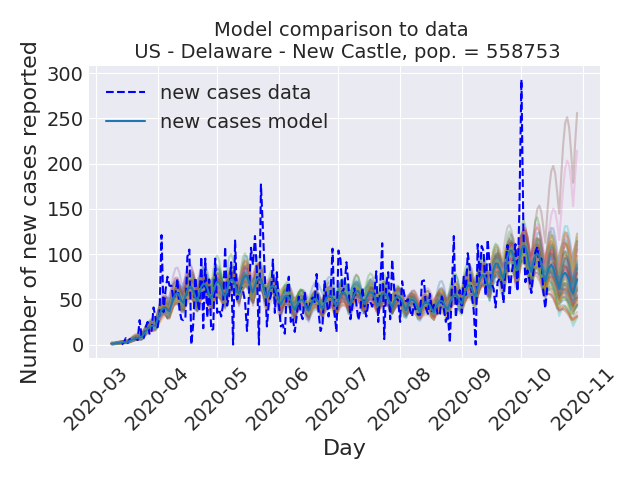 Model comparison to data
US - Delaware - New Castle, pop. = 558753
Number of new cases reported
300
250
200
150
100
50
0
new cases data
new cases model
2020-03
2020-04
2020-05
2020-06
2020-07
2020-08
2020-09
2020-10
2020-11
Day